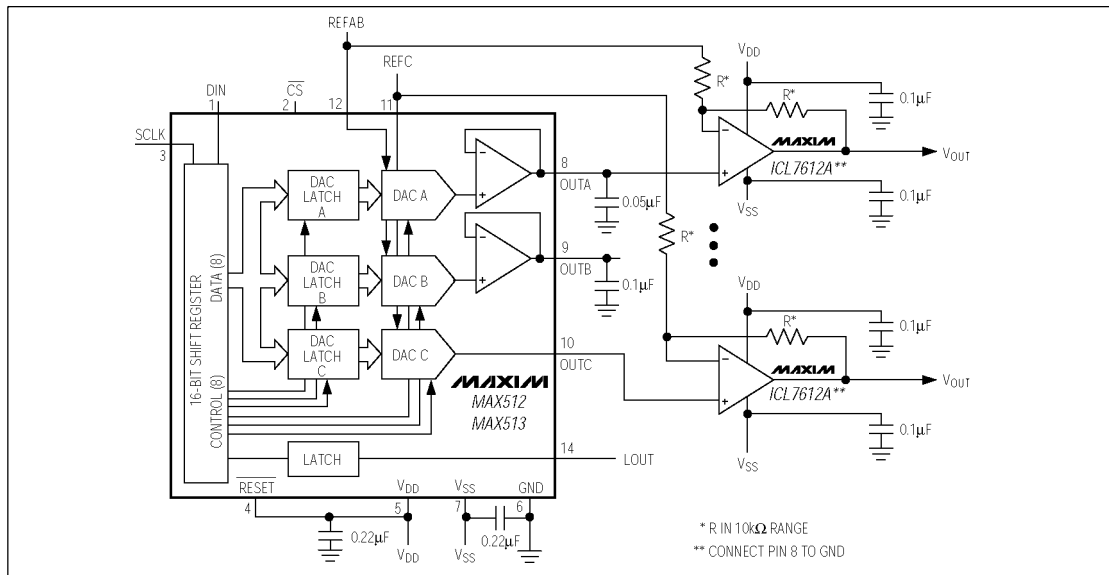 REFAB
REFC
DIN
1
CS
2
12
11
SCLK
3
16-BIT SHIFT REGISTER
DATA (8)
CONTROL (8)
DAC
LATCH
A
DAC A
DAC
LATCH
B
DAC B
DAC
LATCH
C
DAC C
8
OUTA
0.05µF
9
OUTB
0.1µF
10
OUTC
MAXIM
MAX512
MAX513
LATCH
14
LOUT
RESET
4
VDD
5
VSS
7
GND
6
0.22µF
VDD
VSS
0.22µF
R*
VDD
0.1µF
R*
MAXIM
ICL7612A**
VOUT
VSS
0.1µF
R*
VDD
0.1µF
R*
MAXIM
ICL7612A**
VOUT
VSS
0.1µF
* R IN 10kΩ RANGE
** CONNECT PIN 8 TO GND